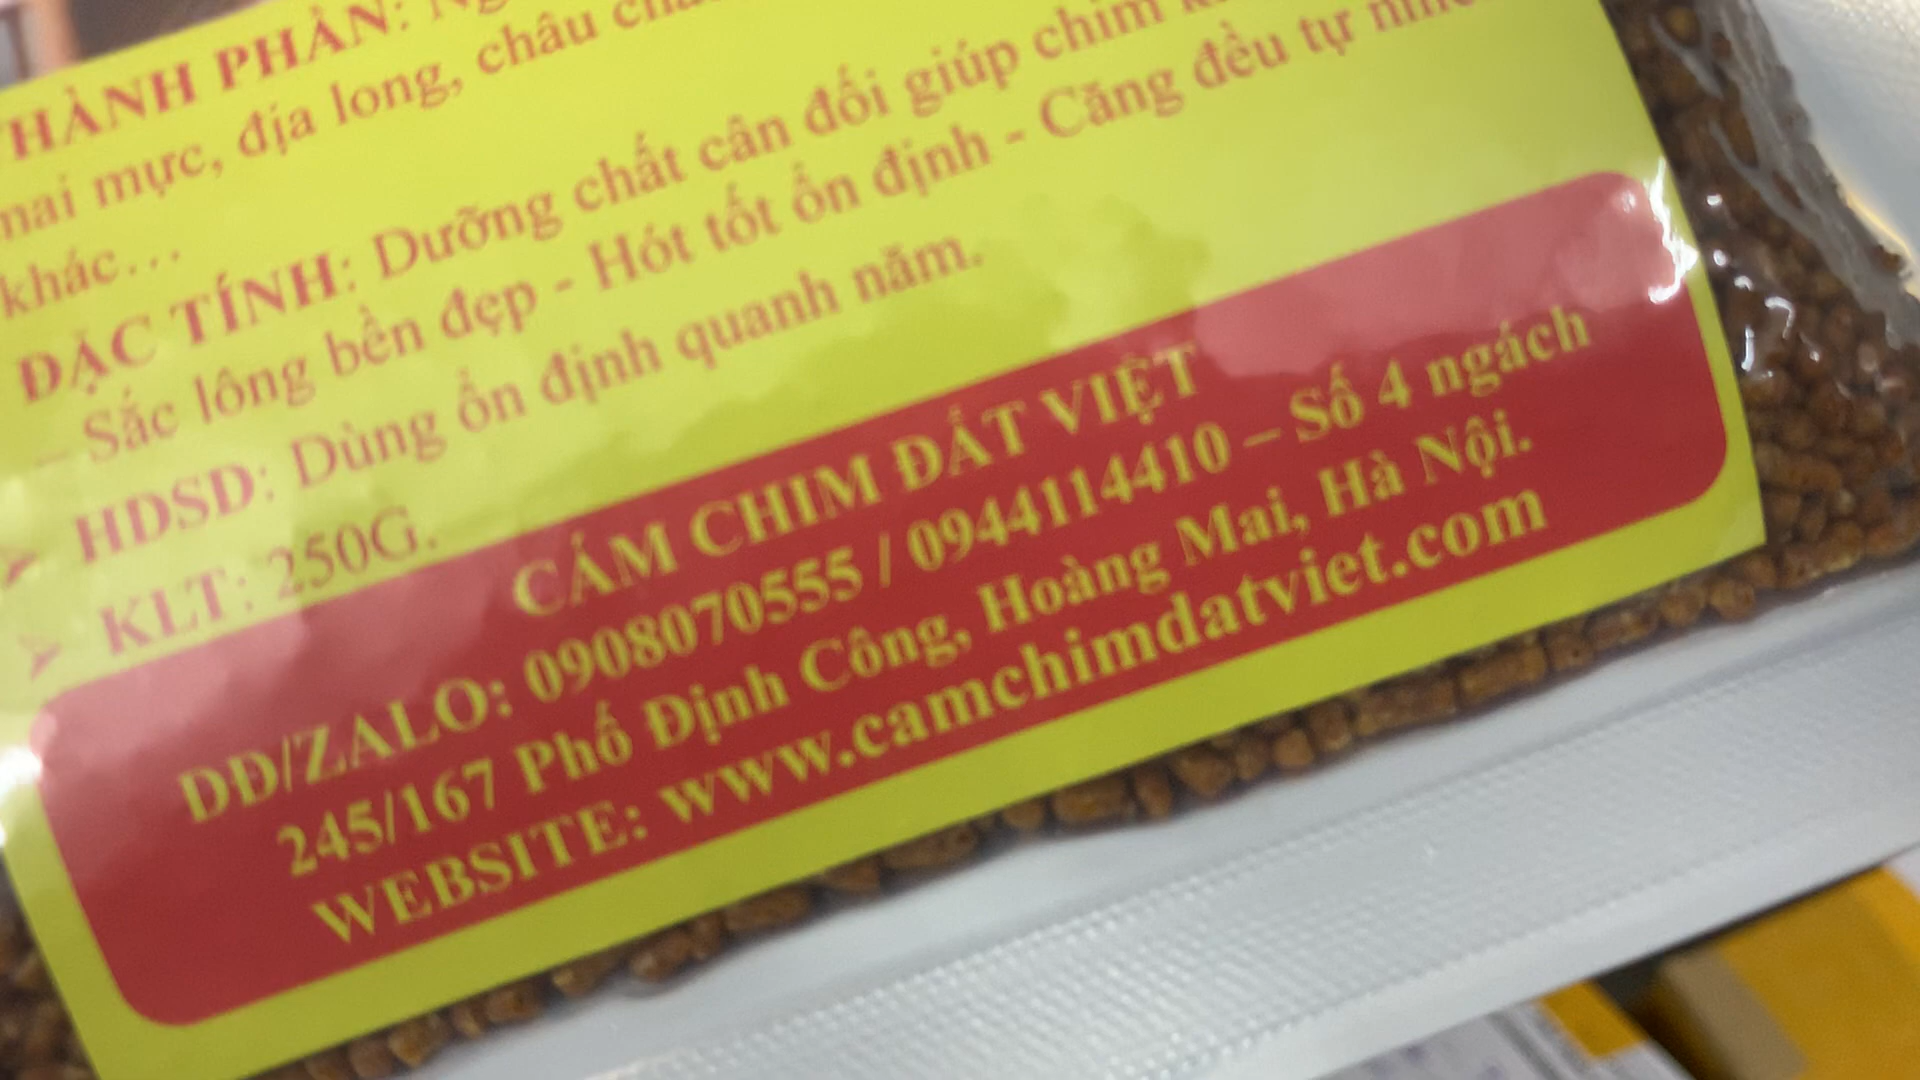 THÀNH PHẦN:
mai mực, địa long, châu
khác…
ĐẶC TÍNH: Dưỡng chất cân đối giúp chim
– Sắc lông bền đẹp - Hót tốt ổn định - Căng đều tự
➤ HDSD: Dùng ổn định quanh năm.
➤ KLT: 250G.
CÁM CHIM ĐẤT VIỆT
DĐ/ZALO: 0908070555 / 0944114410 – Số 4 ngách
245/167 Phố Định Công, Hoàng Mai, Hà Nội.
WEBSITE: www.camchimdatviet.com